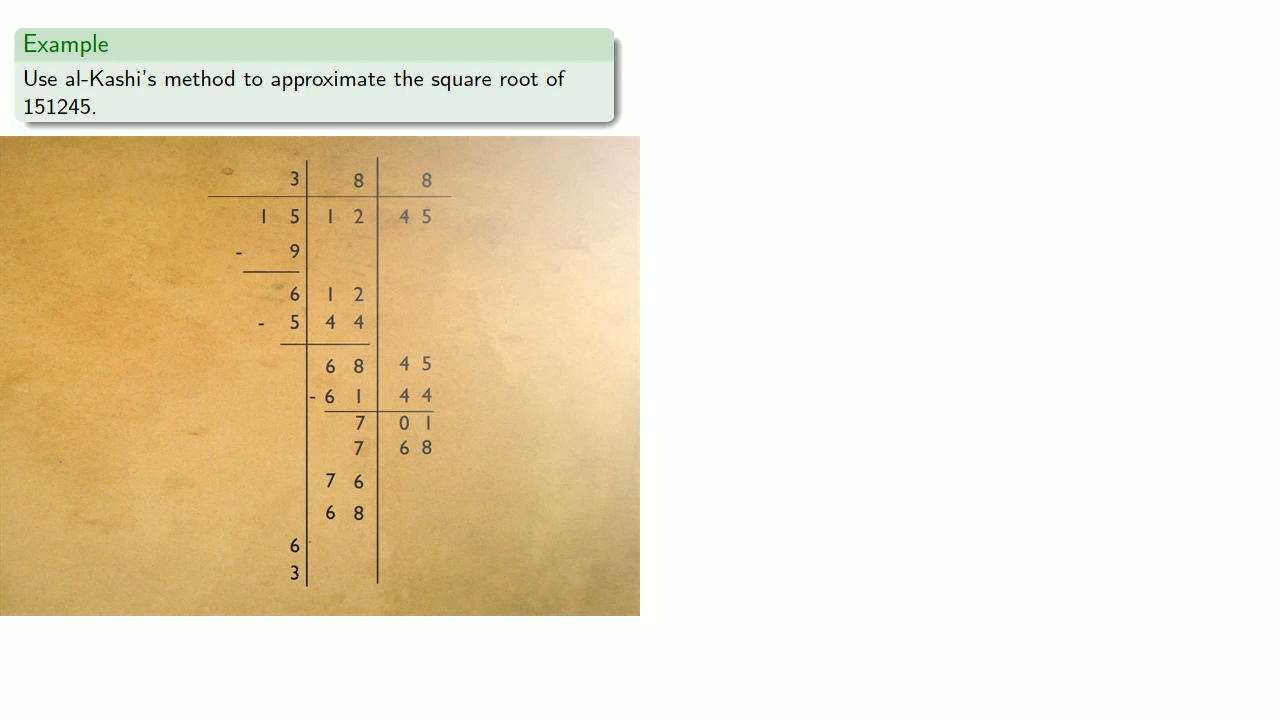 Example
Use al-Kashi's method to approximate the square root of
151245.
3 8 8
1 5 1 2 4 5
- 9
6 1 2
- 5 4 4
6 8 4 5
- 6 1 4 4
7 0 1
7 6 8
7 6
6 8
6
3